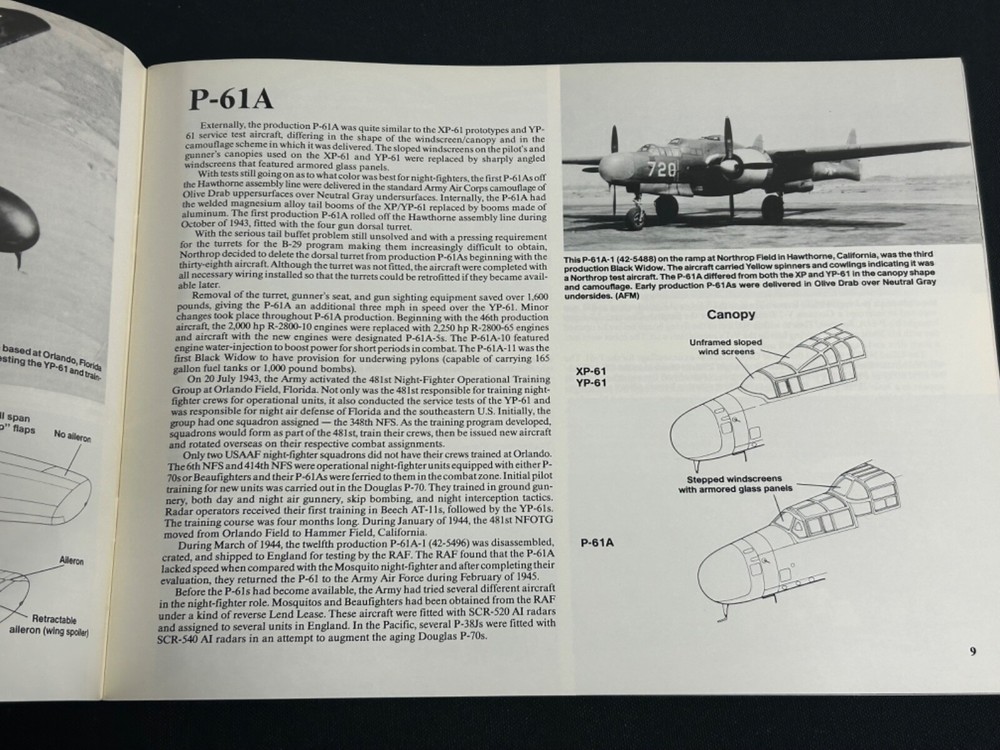 based at Orlando, Florida
esting the YP-61 and train-
ll span
p" flaps
No aileron
Aileron
Retractable
aileron (wing spoiler)
P-61A
Externally, the production P-61A was quite similar to the XP-61 prototypes and YP-
61 service test aircraft, differing in the shape of the windscreen/canopy and in the
camouflage scheme in which it was delivered. The sloped windscreens on the pilot's and
gunner's canopies used on the XP-61 and YP-61 were replaced by sharply angled
windscreens that featured armored glass panels.
With tests still going on as to what color was best for night-fighters, the first P-61As off
the Hawthorne assembly line were delivered in the standard Army Air Corps camouflage of
Olive Drab uppersurfaces over Neutral Gray undersurfaces. Internally, the P-61A had
the welded magnesium alloy tail booms of the XP/YP-61 replaced by booms made of
aluminum. The first production P-61A rolled off the Hawthorne assembly line during
October of 1943, fitted with the four gun dorsal turret.
With the serious tail buffet problem still unsolved and with a pressing requirement
for the turrets for the B-29 program making them increasingly difficult to obtain,
Northrop decided to delete the dorsal turret from production P-61As beginning with the
thirty-eighth aircraft. Although the turret was not fitted, the aircraft were completed with
all necessary wiring installed so that the turrets could be retrofitted if they became avail-
able later.
Removal of the turret, gunner's seat, and gun sighting equipment saved over 1,600
pounds, giving the P-61A an additional three mph in speed over the YP-61. Minor
changes took place throughout P-61A production. Beginning with the 46th production
aircraft, the 2,000 hp R-2800-10 engines were replaced with 2,250 hp R-2800-65 engines
and aircraft with the new engines were designated P-61A-5s. The P-61A-10 featured
engine water-injection to boost power for short periods in combat. The P-61A-11 was the
first Black Widow to have provision for underwing pylons (capable of carrying 165
gallon fuel tanks or 1,000 pound bombs).
On 20 July 1943, the Army activated the 481st Night-Fighter Operational Training
Group at Orlando Field, Florida. Not only was the 481st responsible for training night-
fighter crews for operational units, it also conducted the service tests of the YP-61 and
was responsible for night air defense of Florida and the southeastern U.S. Initially, the
group had one squadron assigned — the 348th NFS. As the training program developed,
squadrons would form as part of the 481st, train their crews, then be issued new aircraft
and rotated overseas on their respective combat assignments.
Only two USAAF night-fighter squadrons did not have their crews trained at Orlando.
The 6th NFS and 414th NFS were operational night-fighter units equipped with either P-
70s or Beaufighters and their P-61As were ferried to them in the combat zone. Initial pilot
training for new units was carried out in the Douglas P-70. They trained in ground gun-
nery, both day and night air gunnery, skip bombing, and night interception tactics.
Radar operators received their first training in Beech AT-11s, followed by the YP-61s.
The training course was four months long. During January of 1944, the 481st NFOTG
moved from Orlando Field to Hammer Field, California.
During March of 1944, the twelfth production P-61A-1 (42-5496) was disassembled,
crated, and shipped to England for testing by the RAF. The RAF found that the P-61A
lacked speed when compared with the Mosquito night-fighter and after completing their
evaluation, they returned the P-61 to the Army Air Force during February of 1945.
Before the P-61s had become available, the Army had tried several different aircraft
in the night-fighter role. Mosquitos and Beaufighters had been obtained from the RAF
under a kind of reverse Lend Lease. These aircraft were fitted with SCR-520 AI radars
and assigned to several units in England. In the Pacific, several P-38Js were fitted with
SCR-540 AI radars in an attempt to augment the aging Douglas P-70s.
728
This P-61A-1 (42-5488) on the ramp at Northrop Field in Hawthorne, California, was the third
production Black Widow. The aircraft carried Yellow spinners and cowlings indicating it was
a Northrop test aircraft. The P-61A differed from both the XP and YP-61 in the canopy shape
and camouflage. Early production P-61As were delivered in Olive Drab over Neutral Gray
undersides. (AFM)
Canopy
Unframed sloped
wind screens
XP-61
YP-61
Stepped windscreens
with armored glass panels
P-61A
9